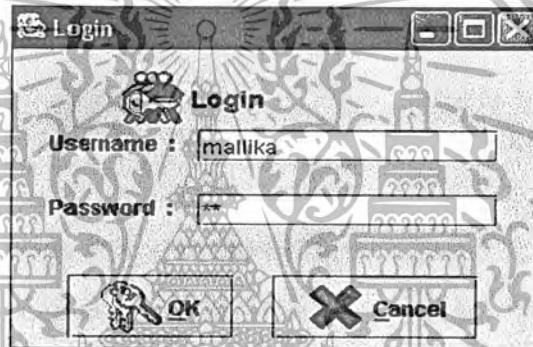 Login
Login
Username : mallika
Password : **
OK
Cancel